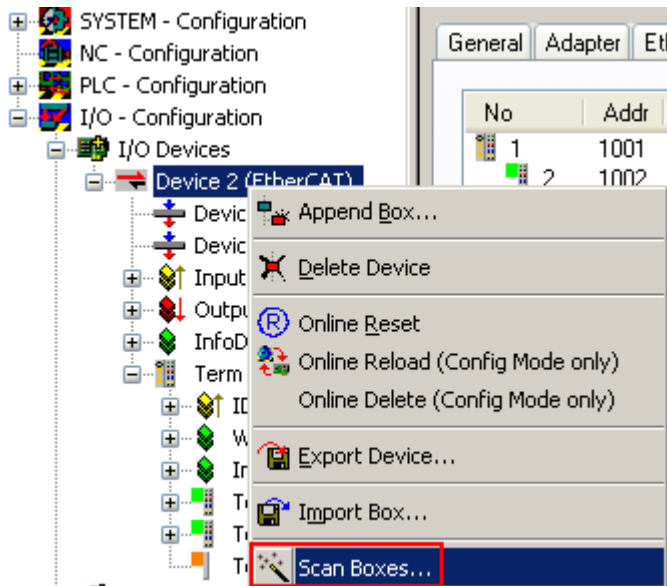 SYSTEM - Configuration
NC - Configuration
PLC - Configuration
I/O - Configuration
I/O Devices
Device 2 (EtherCAT)
General Adapter
No Addr
1 1001
2 1002
Append Box...
Delete Device
Online Reset
Online Reload (Config Mode only)
Online Delete (Config Mode only)
Export Device...
Import Box...
Scan Boxes...
Input
Term